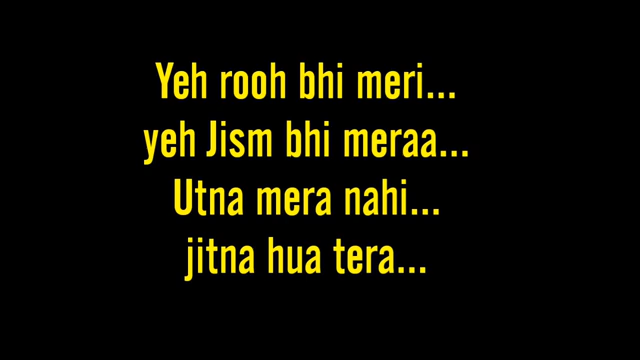 Yeh rooh bhi meri...
yeh Jism bhi meraa...
Utna mera nahi...
jitna hua tera...